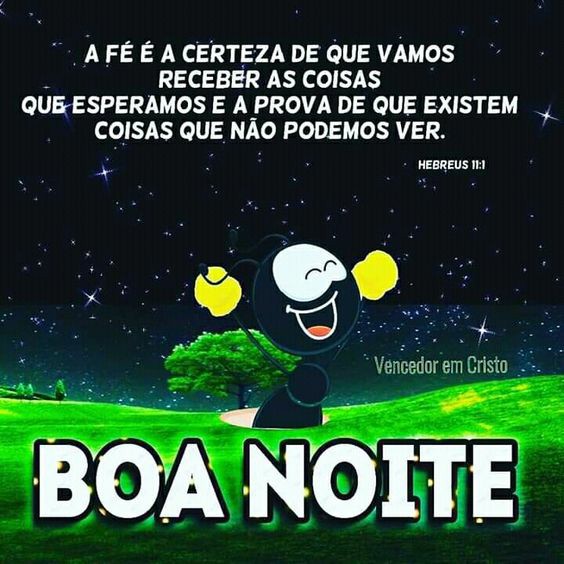 A FÉ É A CERTEZA DE QUE VAMOS
RECEBER AS COISAS
QUE ESPERAMOS E A PROVA DE QUE EXISTEM
COISAS QUE NÃO PODEMOS VER.
HEBREUS 11:1
Vencedor em Cristo
BOA NOITE